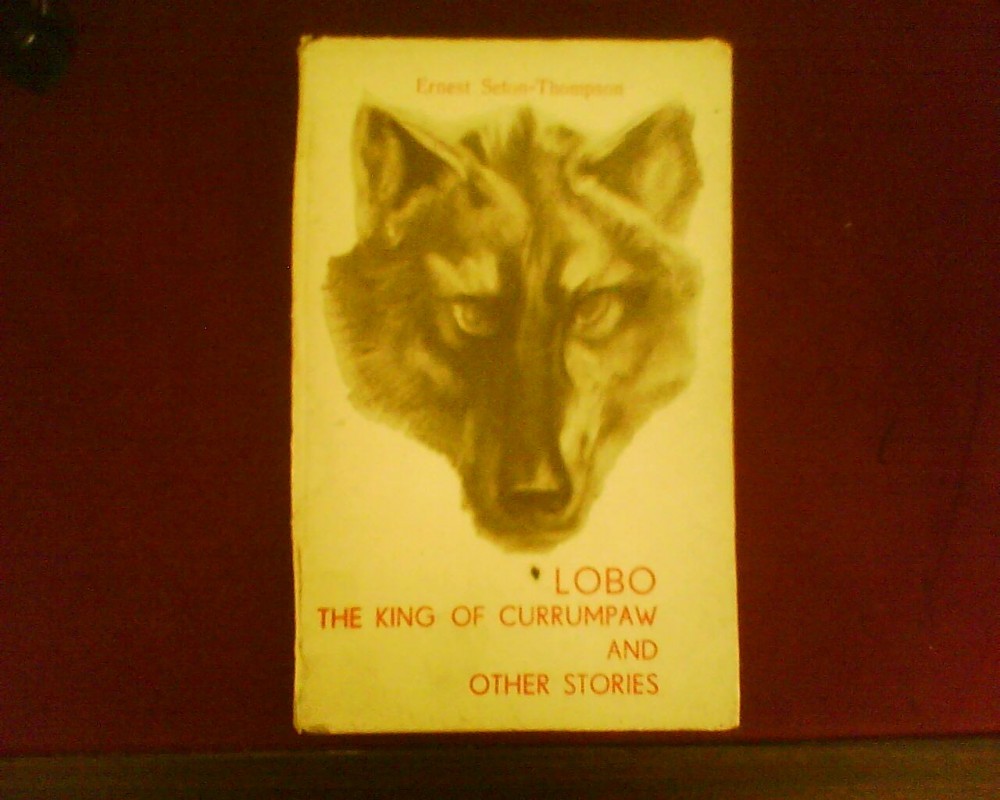 Ernest Seton-Thompson
LOBO
THE KING OF CURRUMPAW
AND
OTHER STORIES